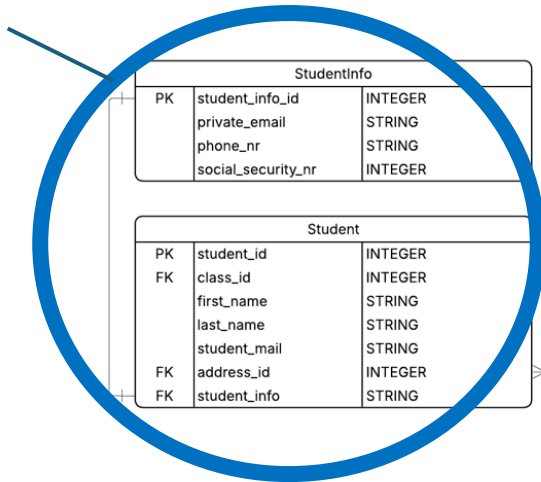 StudentInfo
PK student_info_id INTEGER
private_email STRING
phone_nr STRING
social_security_nr INTEGER
Student
PK student_id INTEGER
FK class_id INTEGER
first_name STRING
last_name STRING
student_mail STRING
FK address_id INTEGER
FK student_info STRING